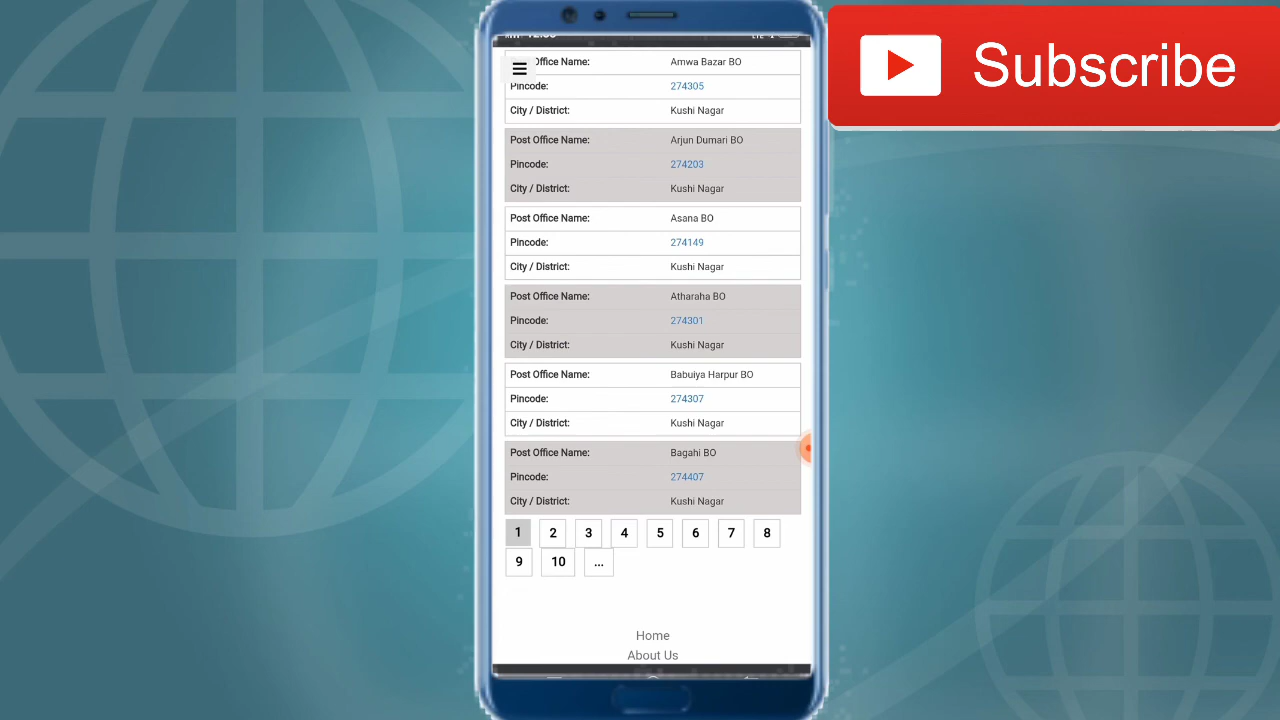 Subscribe
Office Name: Amwa Bazar BO
Pincode: 274305
City / District: Kushi Nagar
Post Office Name: Arjun Dumari BO
Pincode: 274203
City / District: Kushi Nagar
Post Office Name: Asana BO
Pincode: 274149
City / District: Kushi Nagar
Post Office Name: Atharaha BO
Pincode: 274301
City / District: Kushi Nagar
Post Office Name: Babuiya Harpur BO
Pincode: 274307
City / District: Kushi Nagar
Post Office Name: Bagahi BO
Pincode: 274407
City / District: Kushi Nagar
1 2 3 4 5 6 7 8
9 10 ...
Home
About Us